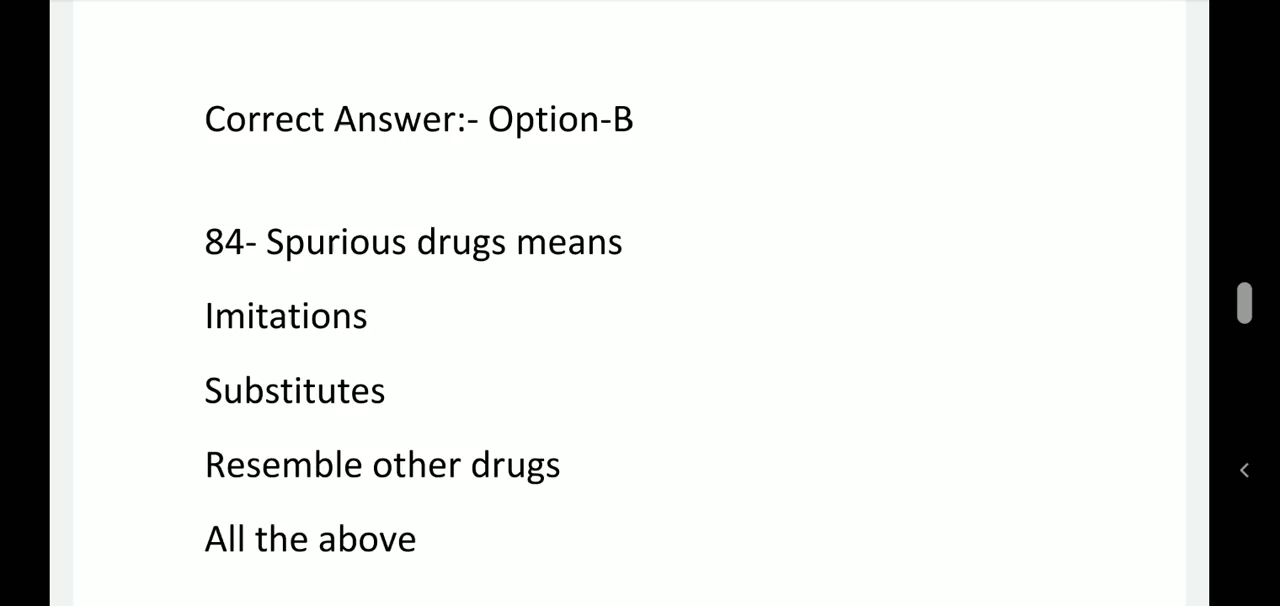 Correct Answer:- Option-B
84- Spurious drugs means
Imitations
Substitutes
Resemble other drugs
All the above